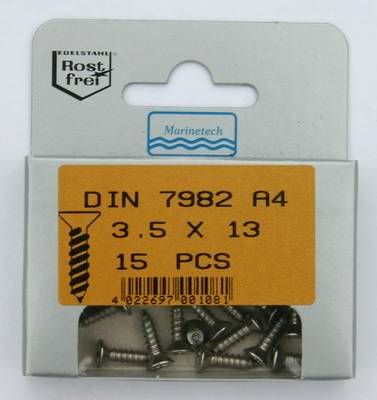 EDELSTAHL
Rost
frei
Marinetech
DIN 7982 A4
3.5 X 13
15 PCS
4 022697 001081